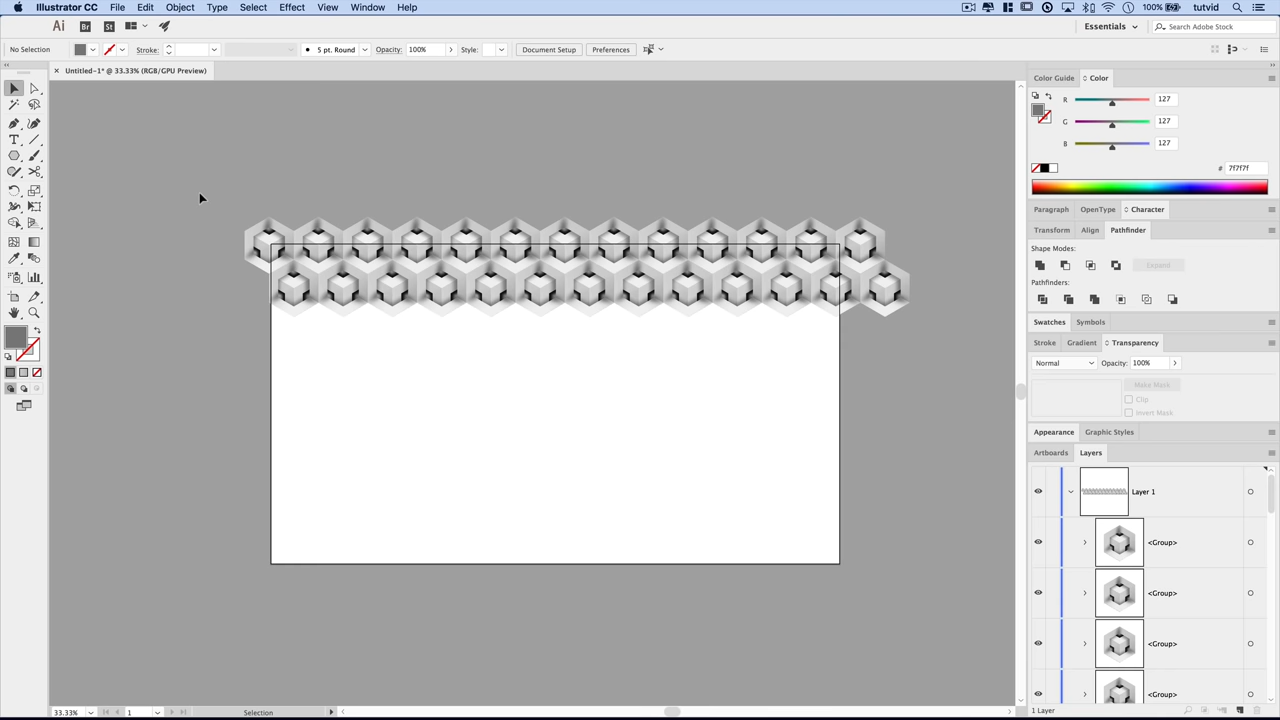 Illustrator CC File Edit Object Type Select Effect View Window Help 100% tutvid
Ai Br St Essentials Search Adobe Stock
No Selection Stroke: 5 pt. Round Opacity: 100% Style: Document Setup Preferences
× Untitled-1* @ 33.33% (RGB/GPU Preview)
Color Guide Color
R 127
G 127
B 127
# 7f7f7f
Paragraph OpenType Character
Transform Align Pathfinder
Shape Modes:
Expand
Pathfinders:
Swatches Symbols
Stroke Gradient Transparency
Normal Opacity: 100%
Make Mask
Clip
Invert Mask
Appearance Graphic Styles
Artboards Layers
Layer 1
<Group>
<Group>
<Group>
<Group>
33.33% 1 Selection 1 Layer